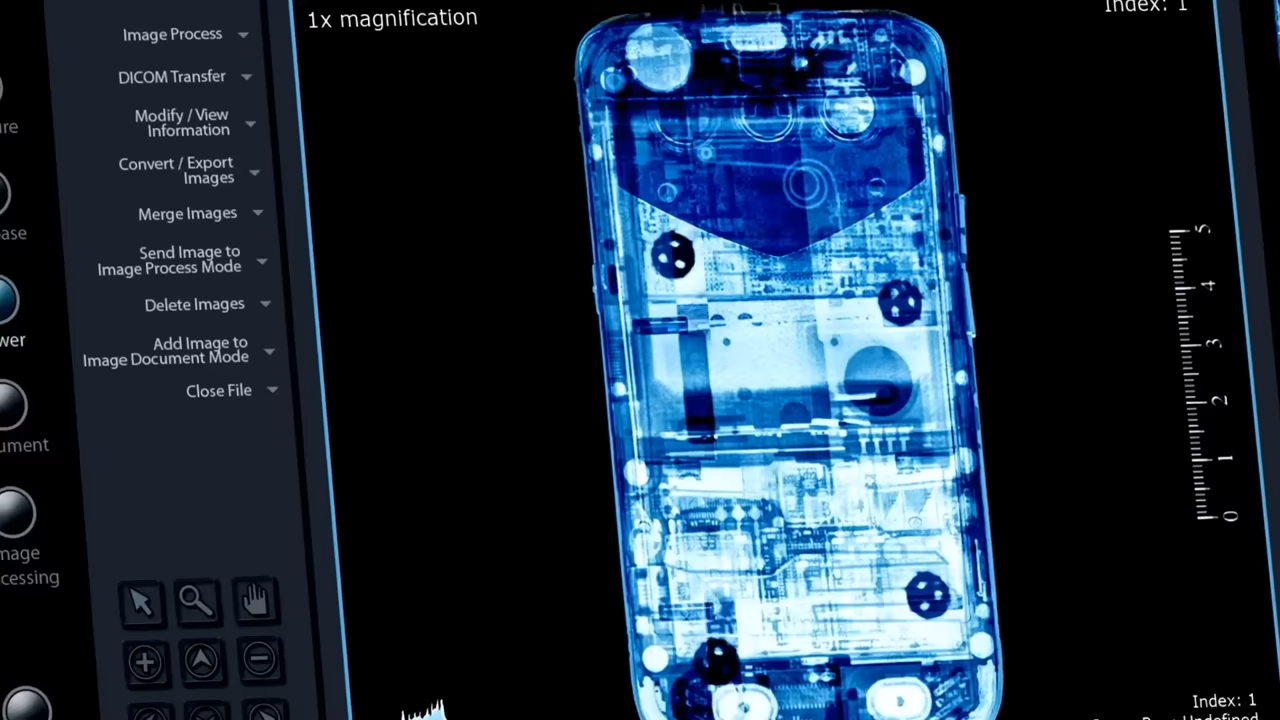 1x magnification
Index: 1
Image Process
DICOM Transfer
Modify / View
Information
Convert / Export
Images
Merge Images
Send Image to
Image Process Mode
Delete Images
Add Image to
Image Document Mode
Close File
5
4
3
2
1
0
Index: 1